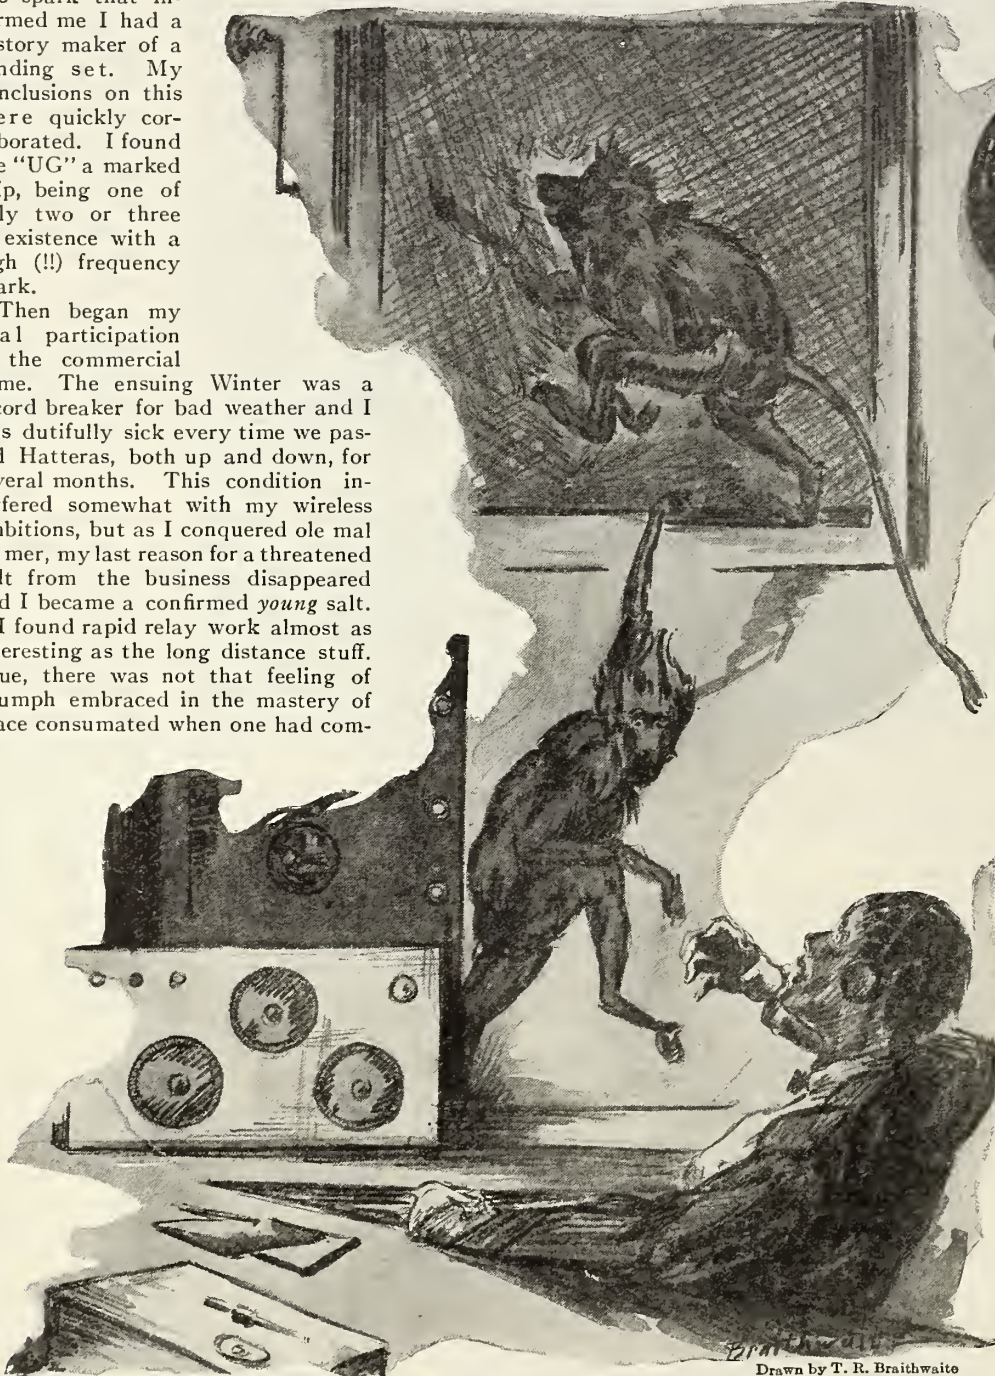 spark that in-
rmed me I had a
story maker of a
nding set. My
nclusions on this
ere quickly cor-
borated. I found
e "UG" a marked
ip, being one of
ly two or three
existence with a
gh (!!) frequency
ark.
Then began my
al participation
the commercial
me. The ensuing Winter was a
cord breaker for bad weather and I
s dutifully sick every time we pas-
d Hatteras, both up and down, for
veral months. This condition in-
fered somewhat with my wireless
nbitions, but as I conquered ole mal
mer, my last reason for a threatened
lt from the business disappeared
d I became a confirmed young salt.
I found rapid relay work almost as
eresting as the long distance stuff.
ue, there was not that feeling of
umph embraced in the mastery of
ace consumated when one had com-
Braithwaite
Drawn by T. R. Braithwaite